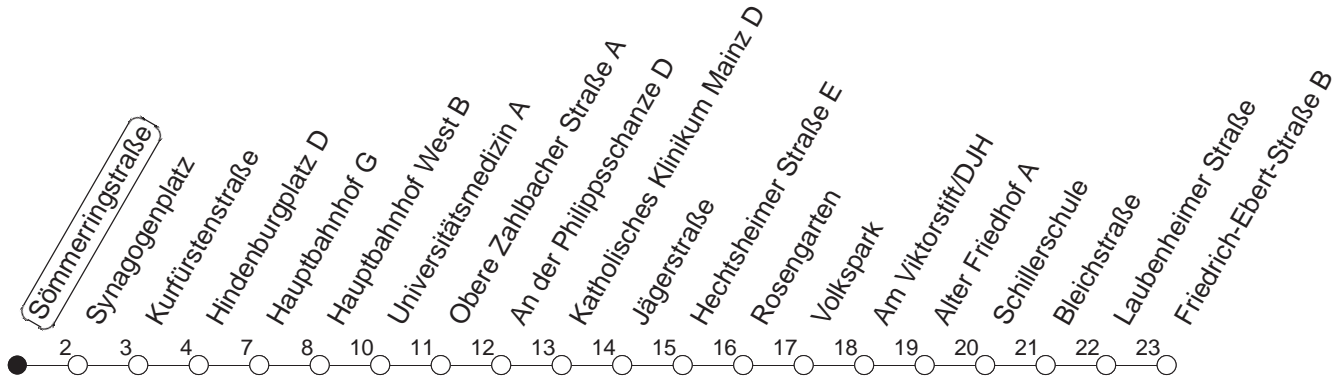 Sömmerringstraße
Synagogenplatz
Kurfürstenstraße
Hindenburgplatz D
Hauptbahnhof G
Hauptbahnhof West B
Universitätsmedizin A
Obere Zahlbacher Straße A
An der Philippsschanze D
Katholisches Klinikum Mainz D
Jägerstraße
Hechtsheimer Straße E
Rosengarten
Volkspark
Am Viktorstift/DJH
Alter Friedhof A
Schillerschule
Bleichstraße
Laubenheimer Straße
Friedrich-Ebert-Straße B
2 3 4 7 8 10 11 12 13 14 15 16 17 18 19 20 21 22 23